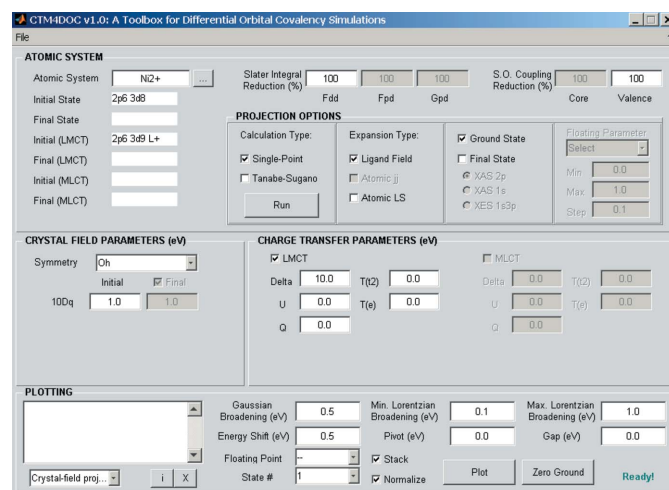 CTM4DOC v1.0: A Toolbox for Differential Orbital Covalency Simulations
File
ATOMIC SYSTEM
Atomic System Ni2+ ...
Initial State 2p6 3d8
Final State
Initial (LMCT) 2p6 3d9 L+
Final (LMCT)
Initial (MLCT)
Final (MLCT)
Slater Integral Reduction (%) 100 100 100
Fdd Fpd Gpd
S.O. Coupling Reduction (%) 100 100
Core Valence
PROJECTION OPTIONS
Calculation Type:
Single-Point
Tanabe-Sugano
Run
Expansion Type:
Ligand Field
Atomic jj
Atomic LS
Ground State
Final State
XAS 2p
XAS 1s
XES 1s3p
Floating Parameter
Select
Min 0.0
Max 1.0
Step 0.1
CRYSTAL FIELD PARAMETERS (eV)
Symmetry Oh
Initial Final
10Dq 1.0 1.0
CHARGE TRANSFER PARAMETERS (eV)
LMCT
Delta 10.0 T(t2) 0.0
U 0.0 T(e) 0.0
Q 0.0
MLCT
Delta 0.0 T(t2) 0.0
U 0.0 T(e) 0.0
Q 0.0
PLOTTING
Crystal-field proj... i X
Gaussian Broadening (eV) 0.5
Min. Lorentzian Broadening (eV) 0.1
Max. Lorentzian Broadening (eV) 1.0
Energy Shift (eV) 0.5 Pivot (eV) 0.0 Gap (eV) 0.0
Floating Point -- Stack
State # 1 Normalize
Plot Zero Ground Ready!